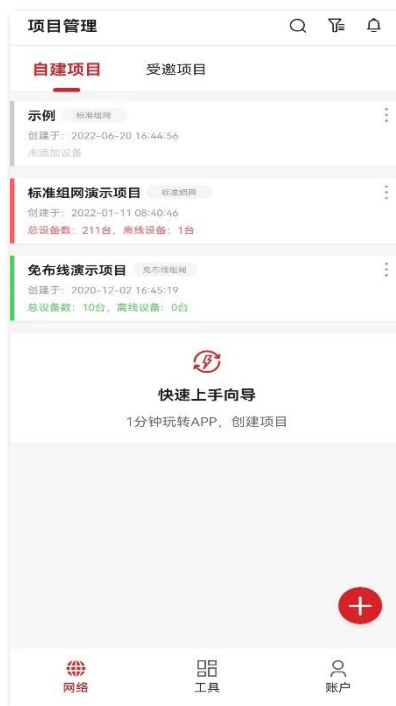 项目管理
自建项目 受邀项目
示例 标准组网
创建于：2022-06-20 16:44:56
未添加设备
标准组网演示项目 标准组网
创建于：2022-01-11 08:40:46
总设备数：211台、离线设备：1台
免布线演示项目 免布线组网
创建于：2020-12-02 16:45:19
总设备数：10台，离线设备：0台
快速上手向导
1分钟玩转APP，创建项目
网络 工具 账户